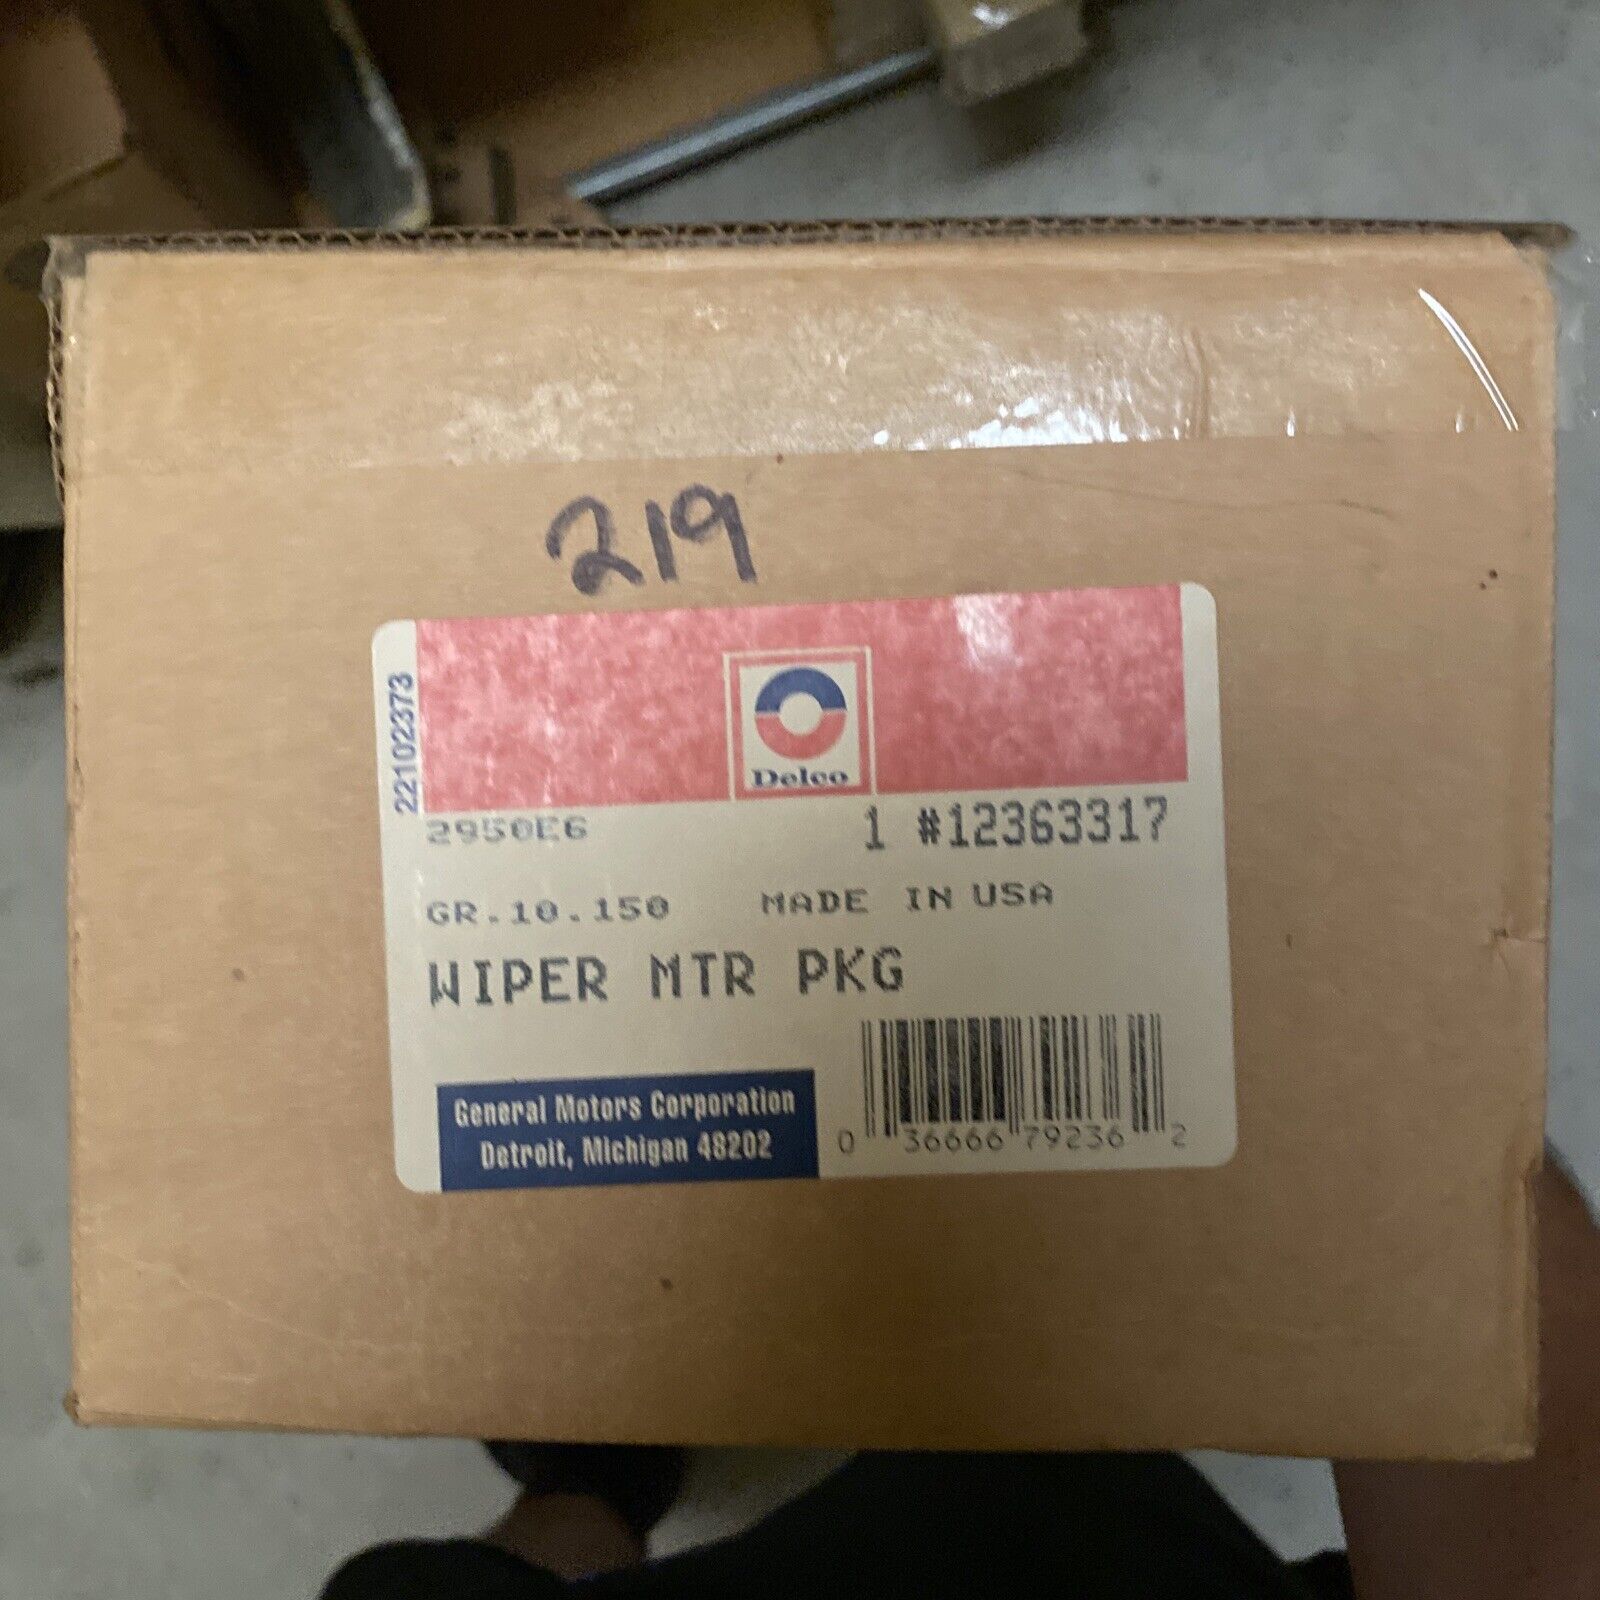 219
22102373
Delco
2950E6 1 #12363317
GR.10.150 MADE IN USA
WIPER MTR PKG
General Motors Corporation
Detroit, Michigan 48202
0 36666 79236 2